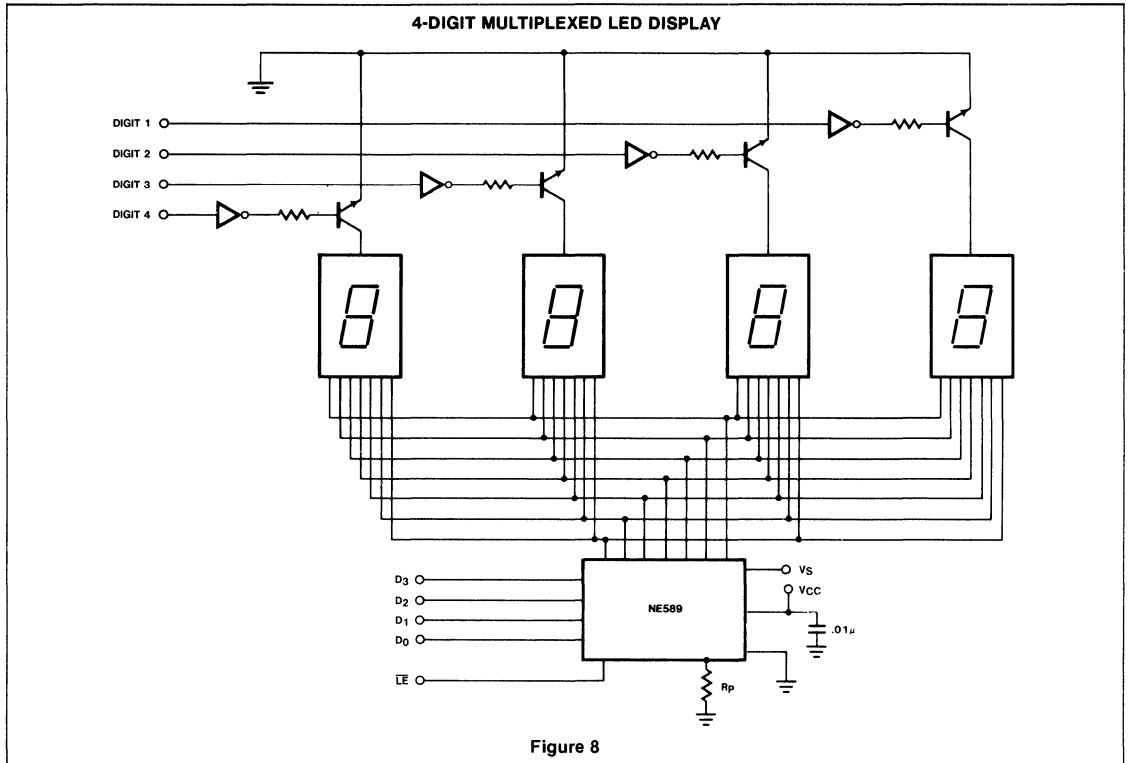 4-DIGIT MULTIPLEXED LED DISPLAY
DIGIT 1
DIGIT 2
DIGIT 3
DIGIT 4
D3
D2
D1
D0
LE
NE589
VS
VCC
.01μ
RP
Figure 8